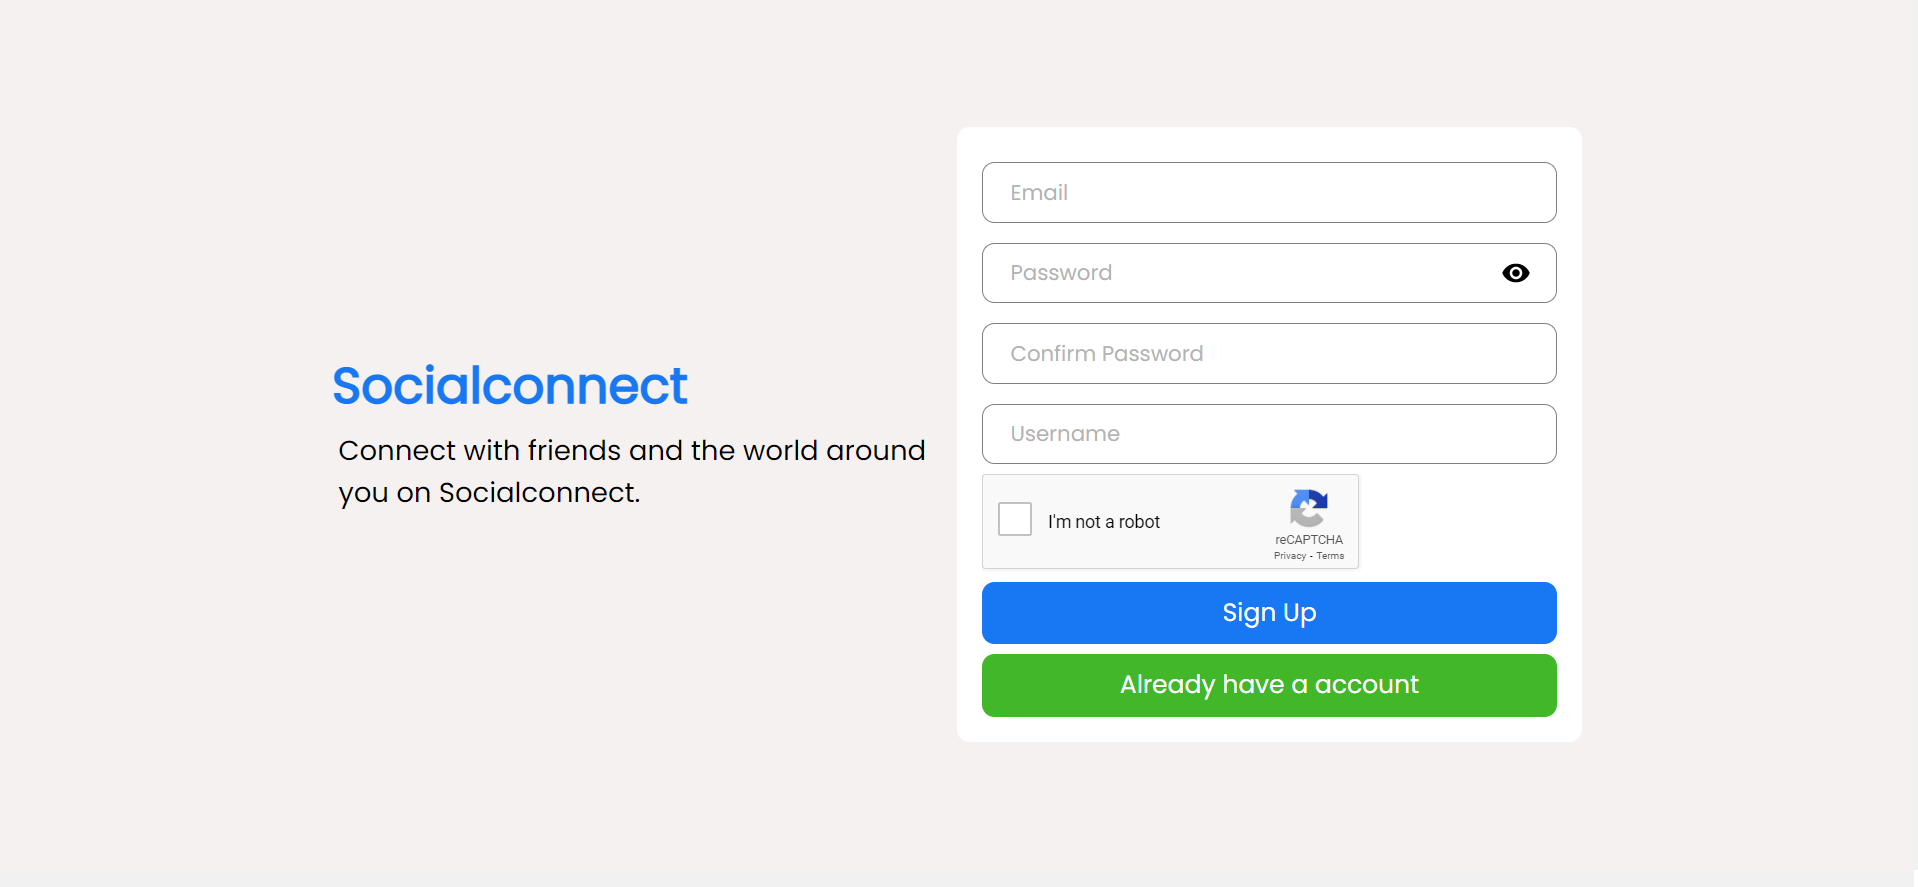 Socialconnect
Connect with friends and the world around
you on Socialconnect.
Email
Password
Confirm Password
Username
I'm not a robot
reCAPTCHA
Privacy - Terms
Sign Up
Already have a account